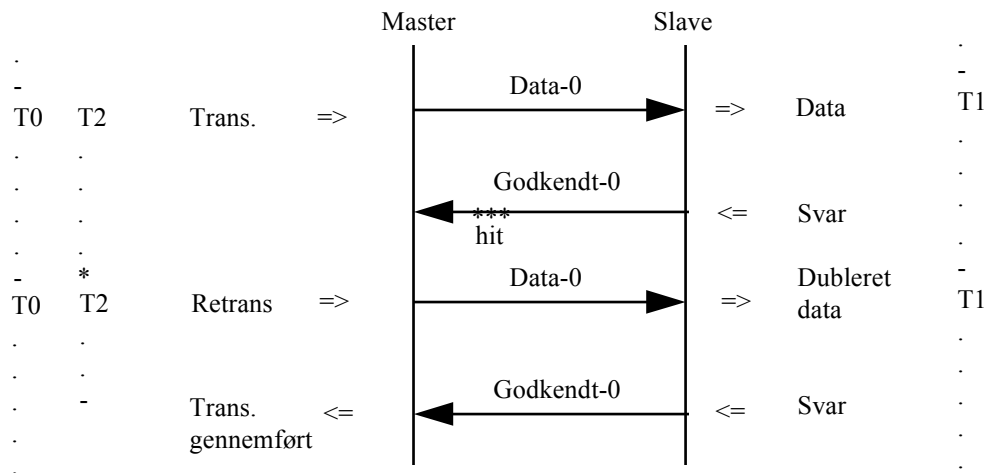 Master Slave
Data-0
T0 T2 Trans. => => Data T1
Godkendt-0
*** <= Svar
hit
*
Data-0 Dubleret
T0 T2 Retrans => => data T1
Godkendt-0
Trans. <= <= Svar
gennemført